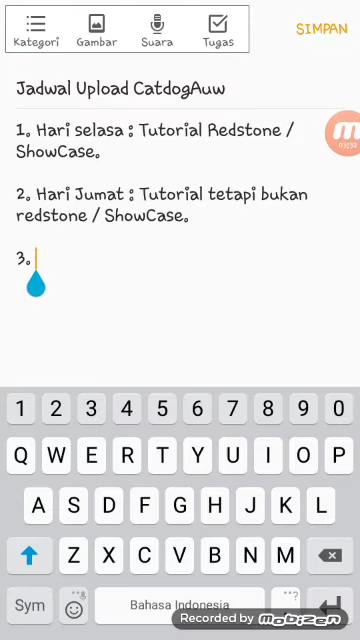 Kategori Gambar Suara Tugas SIMPAN
Jadwal Upload CatdogAuw
1. Hari selasa : Tutorial Redstone /
ShowCase.
2. Hari Jumat : Tutorial tetapi bukan
redstone / ShowCase.
3.
1 2 3 4 5 6 7 8 9 0
Q W E R T Y U I O P
A S D F G H J K L
Z X C V B N M
Sym Bahasa Indonesia
Recorded by mobizen